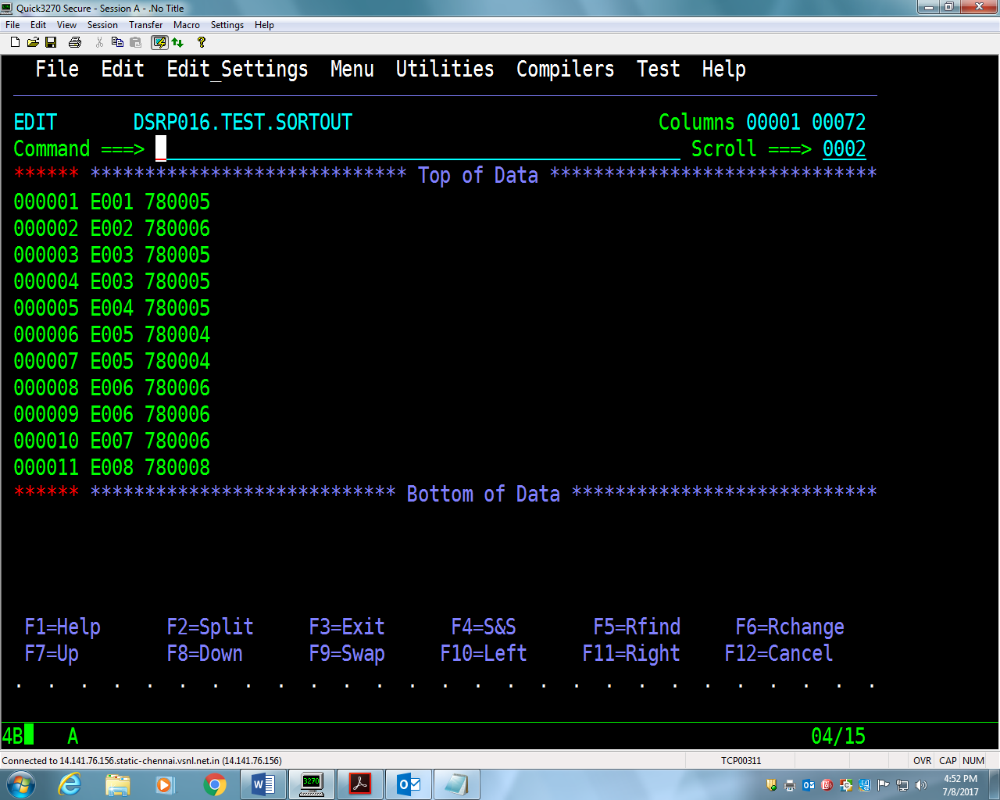 Quick3270 Secure - Session A - .No Title
File Edit View Session Transfer Macro Settings Help
File Edit Edit_Settings Menu Utilities Compilers Test Help
EDIT DSRP016.TEST.SORTOUT Columns 00001 00072
Command ===> Scroll ===> 0002
****** ***************************** Top of Data ******************************
000001 E001 780005
000002 E002 780006
000003 E003 780005
000004 E003 780005
000005 E004 780005
000006 E005 780004
000007 E005 780004
000008 E006 780006
000009 E006 780006
000010 E007 780006
000011 E008 780008
****** **************************** Bottom of Data ****************************
F1=Help F2=Split F3=Exit F4=S&S F5=Rfind F6=Rchange
F7=Up F8=Down F9=Swap F10=Left F11=Right F12=Cancel
. . . . . . . . . . . . . . . . . . . . . . . . . . .
4B A 04/15
Connected to 14.141.76.156.static-chennai.vsnl.net.in (14.141.76.156) TCP00311 OVR CAP NUM
3270
4:52 PM
7/8/2017